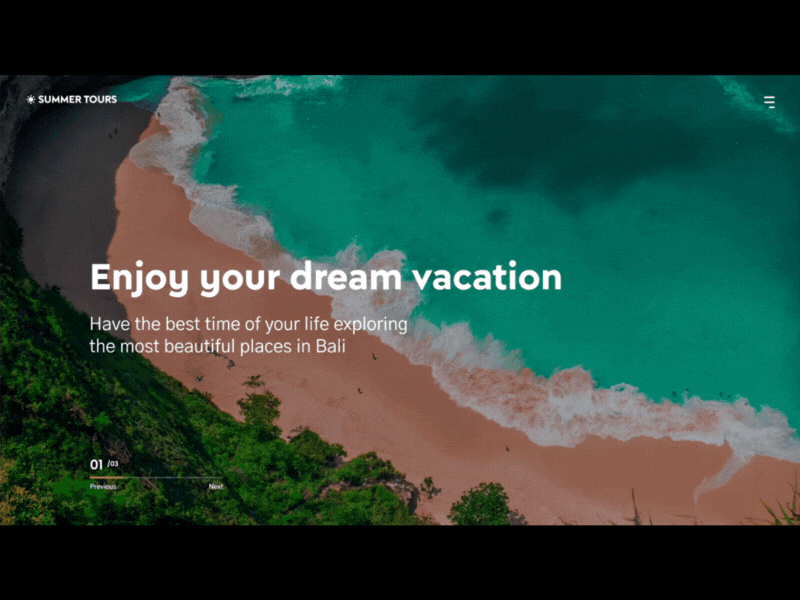 SUMMER TOURS
Enjoy your dream vacation
Have the best time of your life exploring
the most beautiful places in Bali
01 /03
Previous Next